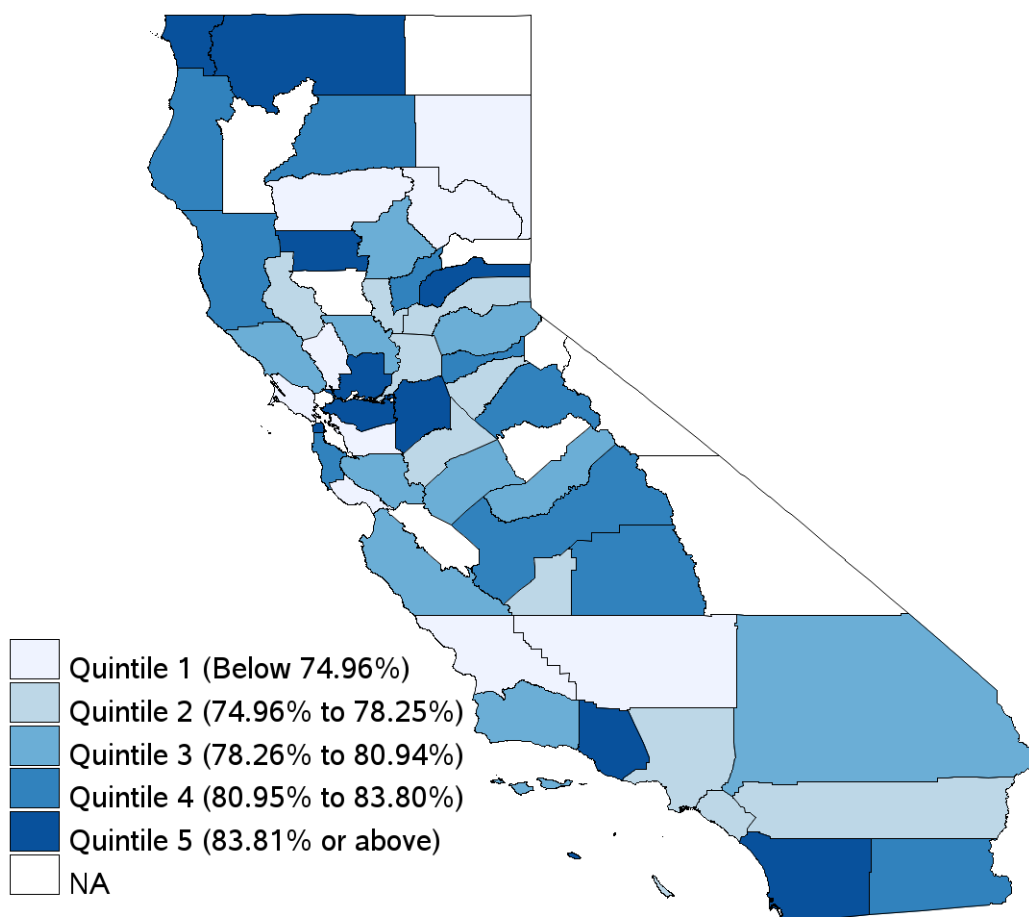 Quintile 1 (Below 74.96%)
Quintile 2 (74.96% to 78.25%)
Quintile 3 (78.26% to 80.94%)
Quintile 4 (80.95% to 83.80%)
Quintile 5 (83.81% or above)
NA